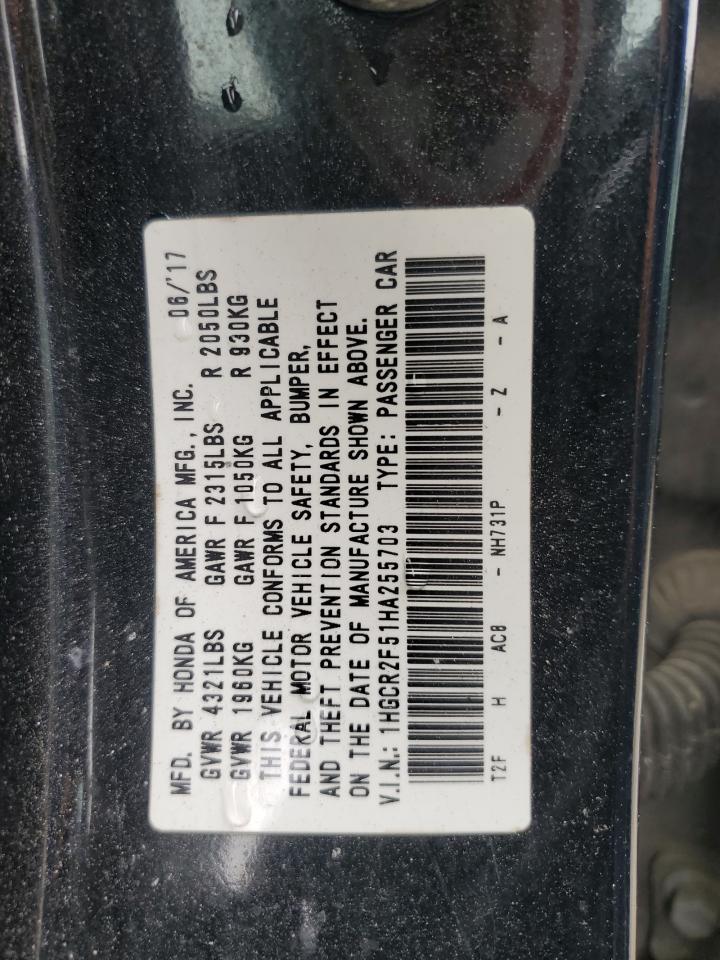 MFD. BY HONDA OF AMERICA MFG., INC. 06/'17
GVWR 4321LBS GAWR F 2315LBS R 2050LBS
GVWR 1960KG GAWR F 1050KG R 930KG
THIS VEHICLE CONFORMS TO ALL APPLICABLE
FEDERAL MOTOR VEHICLE SAFETY, BUMPER,
AND THEFT PREVENTION STANDARDS IN EFFECT
ON THE DATE OF MANUFACTURE SHOWN ABOVE.
V.I.N.: 1HGCR2F51HA255703 TYPE: PASSENGER CAR
T2F H AC8 - NH731P - Z - A